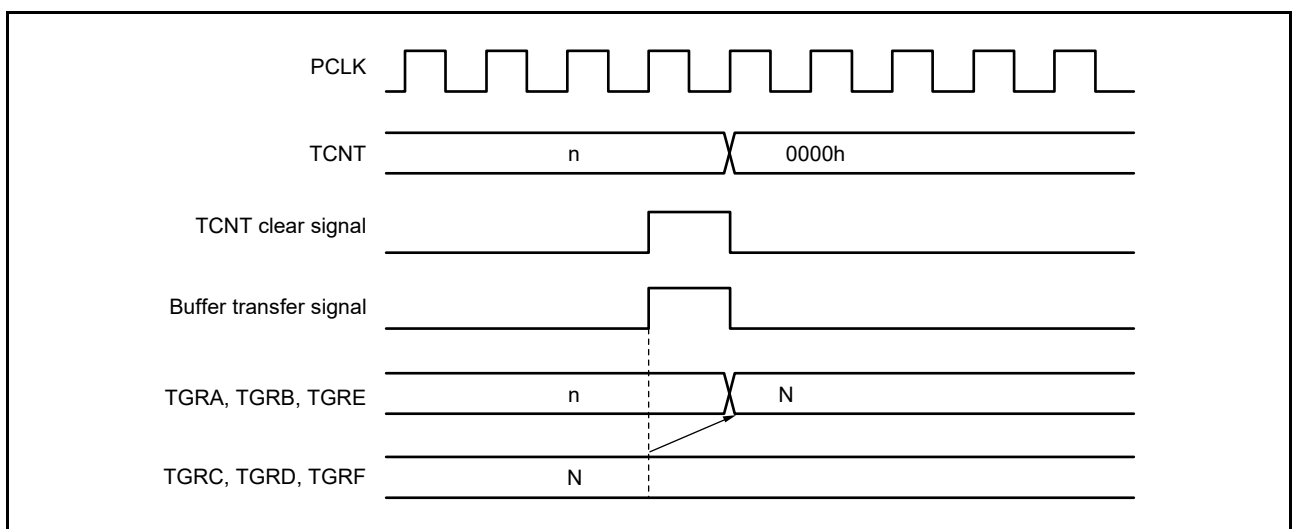 PCLK
TCNT n 0000h
TCNT clear signal
Buffer transfer signal
TGRA, TGRB, TGRE n N
TGRC, TGRD, TGRF N